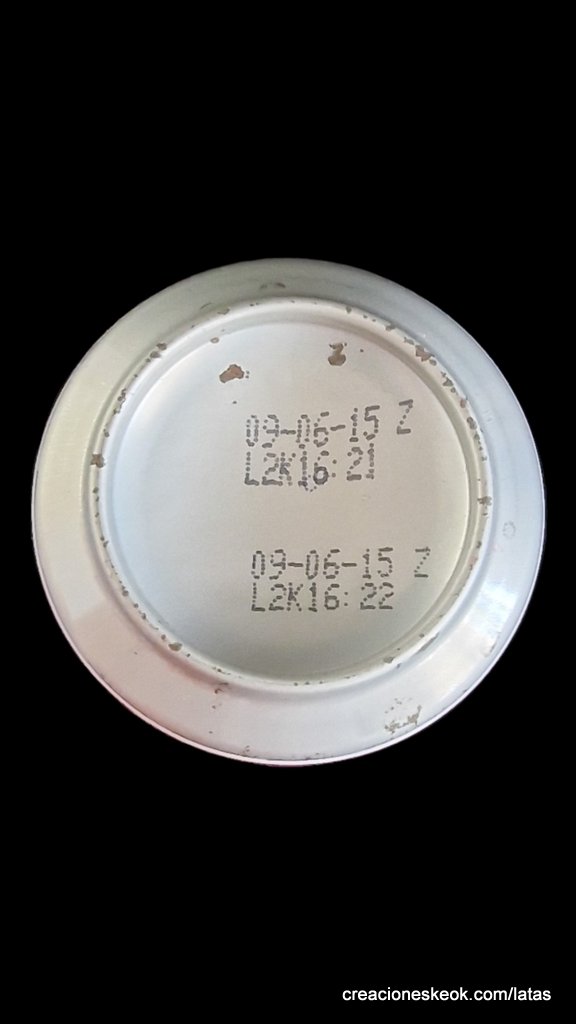 09-06-15 Z
L2K16:21
09-06-15 Z
L2K16:22
creacioneskeok.com/latas